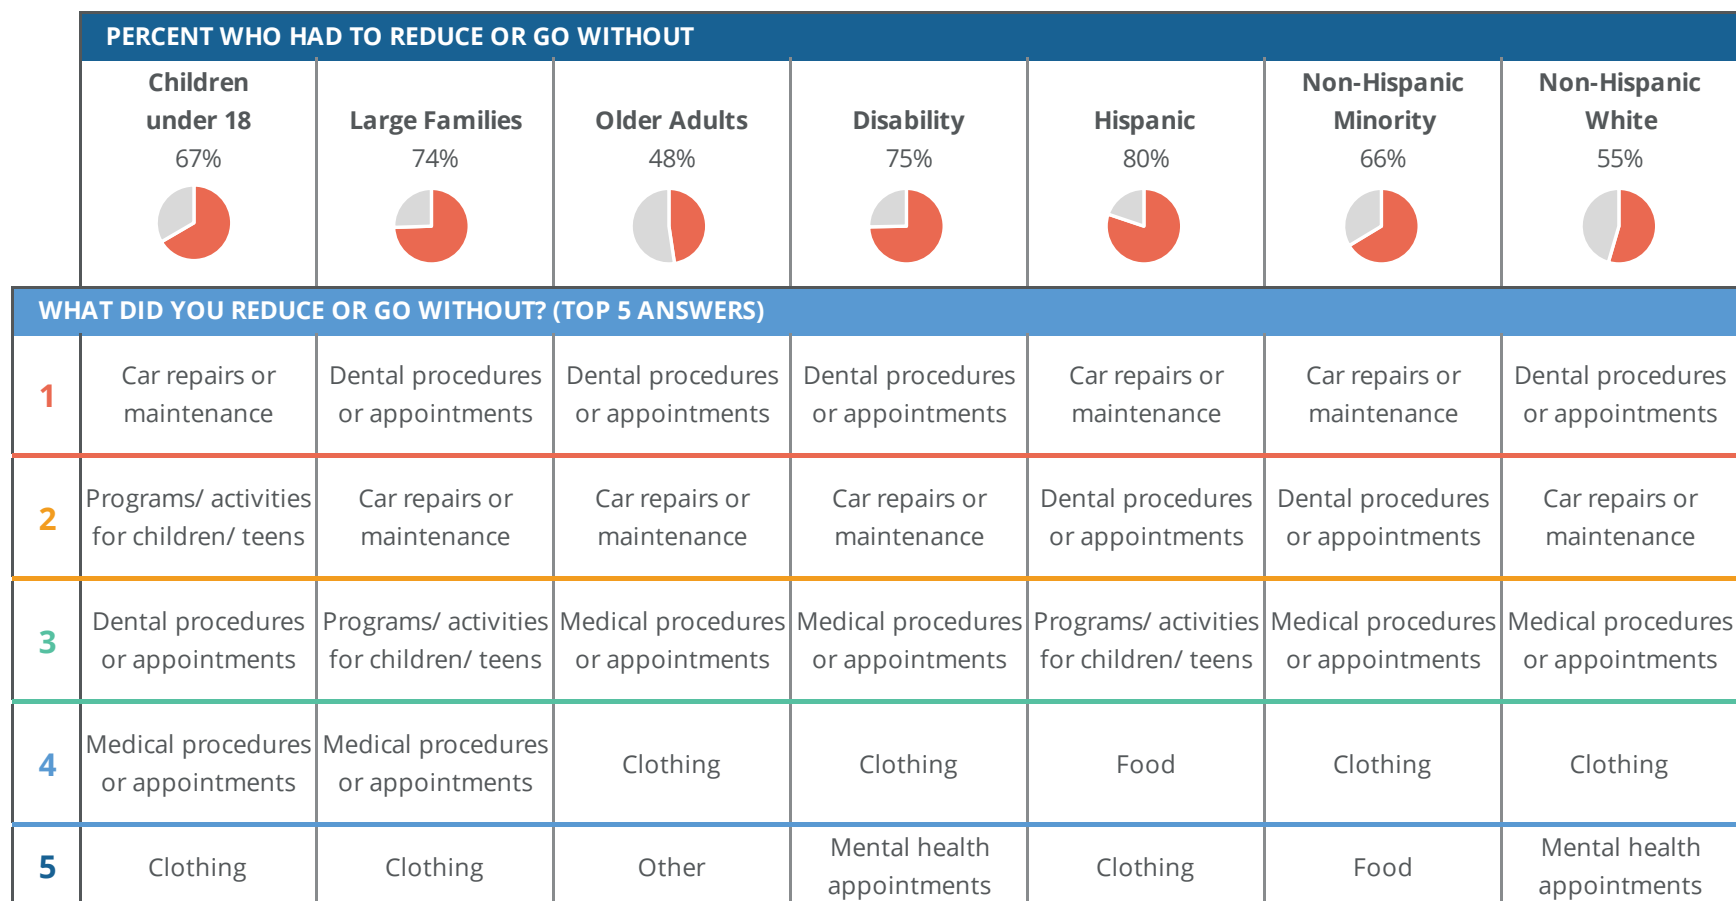 PERCENT WHO HAD TO REDUCE OR GO WITHOUT
Children
under 18
67%
Large Families
74%
Older Adults
48%
Disability
75%
Hispanic
80%
Non-Hispanic
Minority
66%
Non-Hispanic
White
55%
WHAT DID YOU REDUCE OR GO WITHOUT? (TOP 5 ANSWERS)
1
Car repairs or
maintenance
Dental procedures
or appointments
Dental procedures
or appointments
Dental procedures
or appointments
Car repairs or
maintenance
Car repairs or
maintenance
Dental procedures
or appointments
2
Programs/ activities
for children/ teens
Car repairs or
maintenance
Car repairs or
maintenance
Car repairs or
maintenance
Dental procedures
or appointments
Dental procedures
or appointments
Car repairs or
maintenance
3
Dental procedures
or appointments
Programs/ activities
for children/ teens
Medical procedures
or appointments
Medical procedures
or appointments
Programs/ activities
for children/ teens
Medical procedures
or appointments
Medical procedures
or appointments
4
Medical procedures
or appointments
Medical procedures
or appointments
Clothing
Clothing
Food
Clothing
Clothing
5
Clothing
Clothing
Other
Mental health
appointments
Clothing
Food
Mental health
appointments